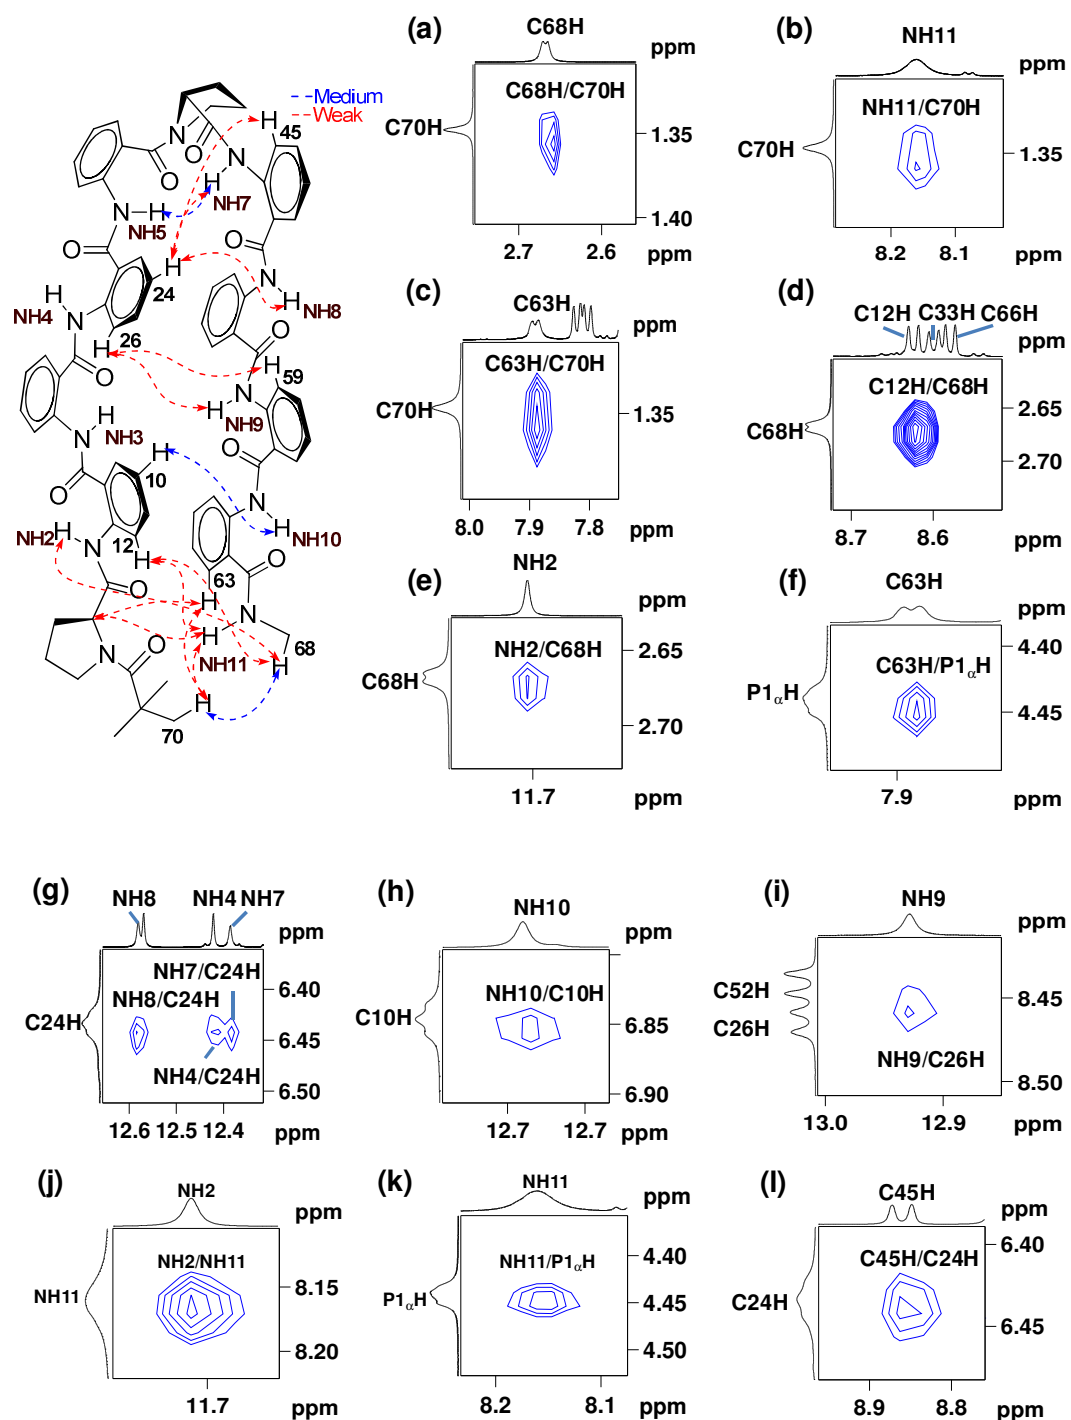 Medium
Weak
H
45
N
O
N
O
O
N
H
N
H
NH7
NH5
O
H
24
O
N
H
NH8
H
NH4
N
26
H
O
N
H
O
H
59
N
H
NH9
H
N
NH3
O
H
10
O
N
H
NH10
H
NH2
N
12
H
O
63
H
O
N
H
NH11
68
H
N
O
H
70
(a)
C68H
ppm
C68H/C70H
C70H
1.35
1.40
2.7
2.6
ppm
(b)
NH11
ppm
NH11/C70H
C70H
1.35
8.2
8.1
ppm
(c)
C63H
ppm
C63H/C70H
C70H
1.35
8.0
7.9
7.8
ppm
(d)
C12H
C33H
C66H
ppm
C12H/C68H
C68H
2.65
2.70
8.7
8.6
ppm
(e)
NH2
ppm
NH2/C68H
C68H
2.65
2.70
11.7
ppm
(f)
C63H
ppm
4.40
C63H/P1αH
P1αH
4.45
7.9
ppm
(g)
NH8
NH4
NH7
ppm
NH7/C24H
NH8/C24H
C24H
NH4/C24H
6.40
6.45
6.50
12.6
12.5
12.4
ppm
(h)
NH10
ppm
NH10/C10H
C10H
6.85
6.90
12.7
12.7
ppm
(i)
NH9
ppm
C52H
C26H
8.45
NH9/C26H
8.50
13.0
12.9
ppm
(j)
NH2
ppm
NH2/NH11
NH11
8.15
8.20
11.7
ppm
(k)
NH11
ppm
NH11/P1αH
P1αH
4.40
4.45
4.50
8.2
8.1
ppm
(l)
C45H
ppm
6.40
C45H/C24H
C24H
6.45
8.9
8.8
ppm